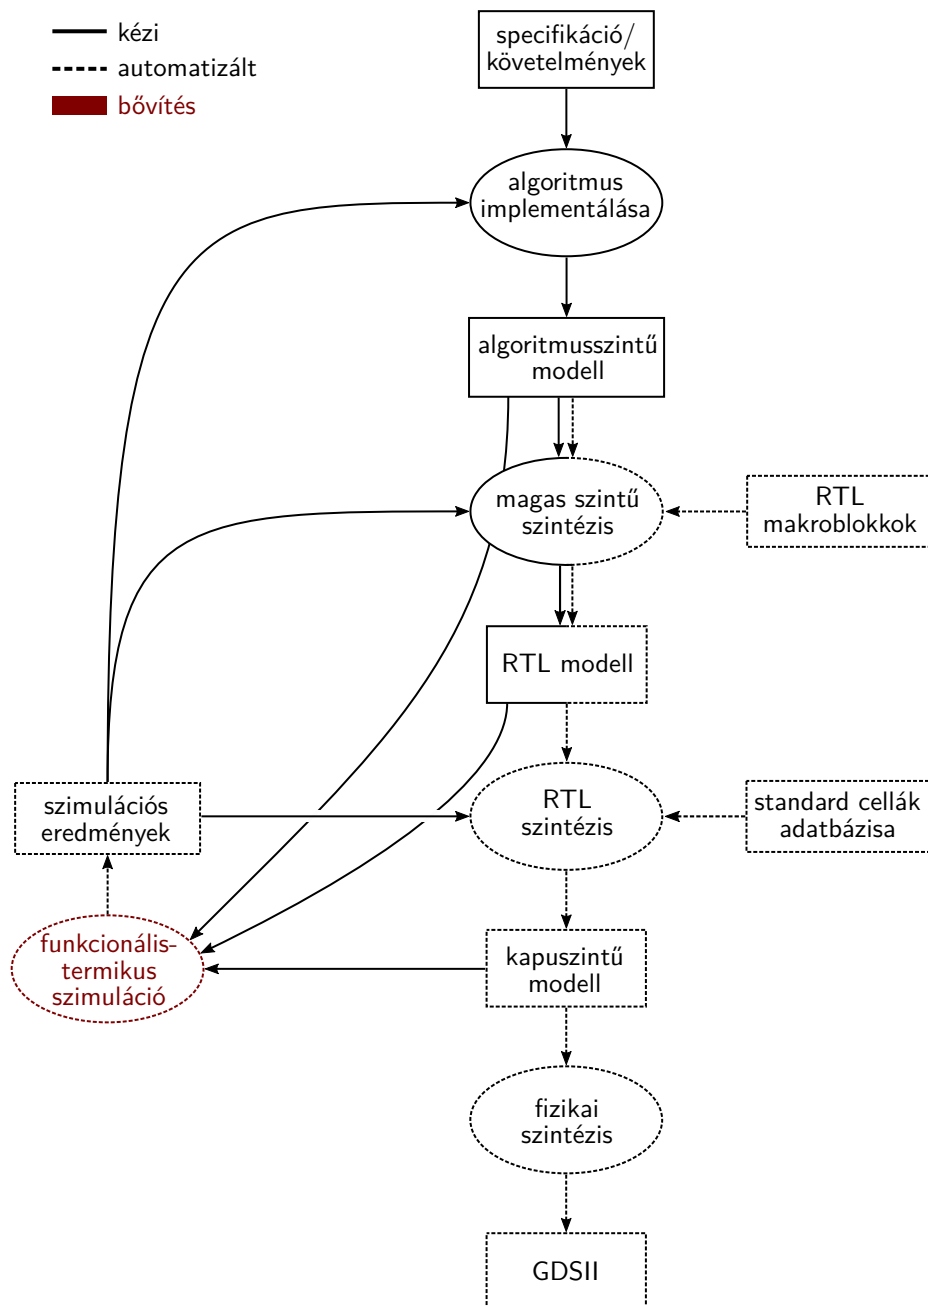 kézi
automatizált
bővítés
specifikáció/
követelmények
algoritmus
implementálása
algoritmusszintű
modell
magas szintű
szintézis
RTL
makroblokkok
RTL modell
szimulációs
eredmények
RTL
szintézis
standard cellák
adatbázisa
funkcionális-
termikus
szimuláció
kapuszintű
modell
fizikai
szintézis
GDSII